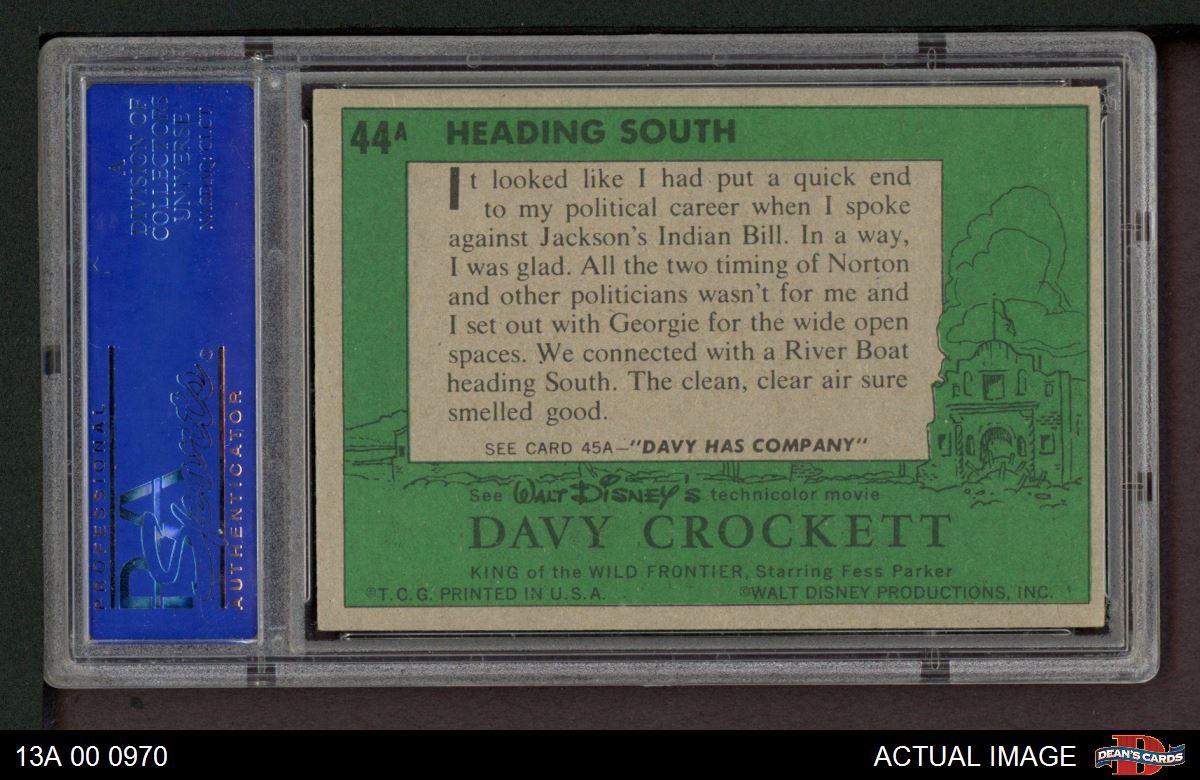 44A HEADING SOUTH
It looked like I had put a quick end
to my political career when I spoke
against Jackson's Indian Bill. In a way,
I was glad. All the two timing of Norton
and other politicians wasn't for me and
I set out with Georgie for the wide open
spaces. We connected with a River Boat
heading South. The clean, clear air sure
smelled good.
SEE CARD 45A—"DAVY HAS COMPANY"
See WALT DISNEY'S technicolor movie
DAVY CROCKETT
KING of the WILD FRONTIER, Starring Fess Parker
©T.C.G. PRINTED IN U.S.A. ©WALT DISNEY PRODUCTIONS, INC.
A
DIVISION OF
COLLECTORS
UNIVERSE
NASDAQ: CLCT
PROFESSIONAL
PSA
AUTHENTICATOR
13A 00 0970
ACTUAL IMAGE
D
DEAN'S CARDS